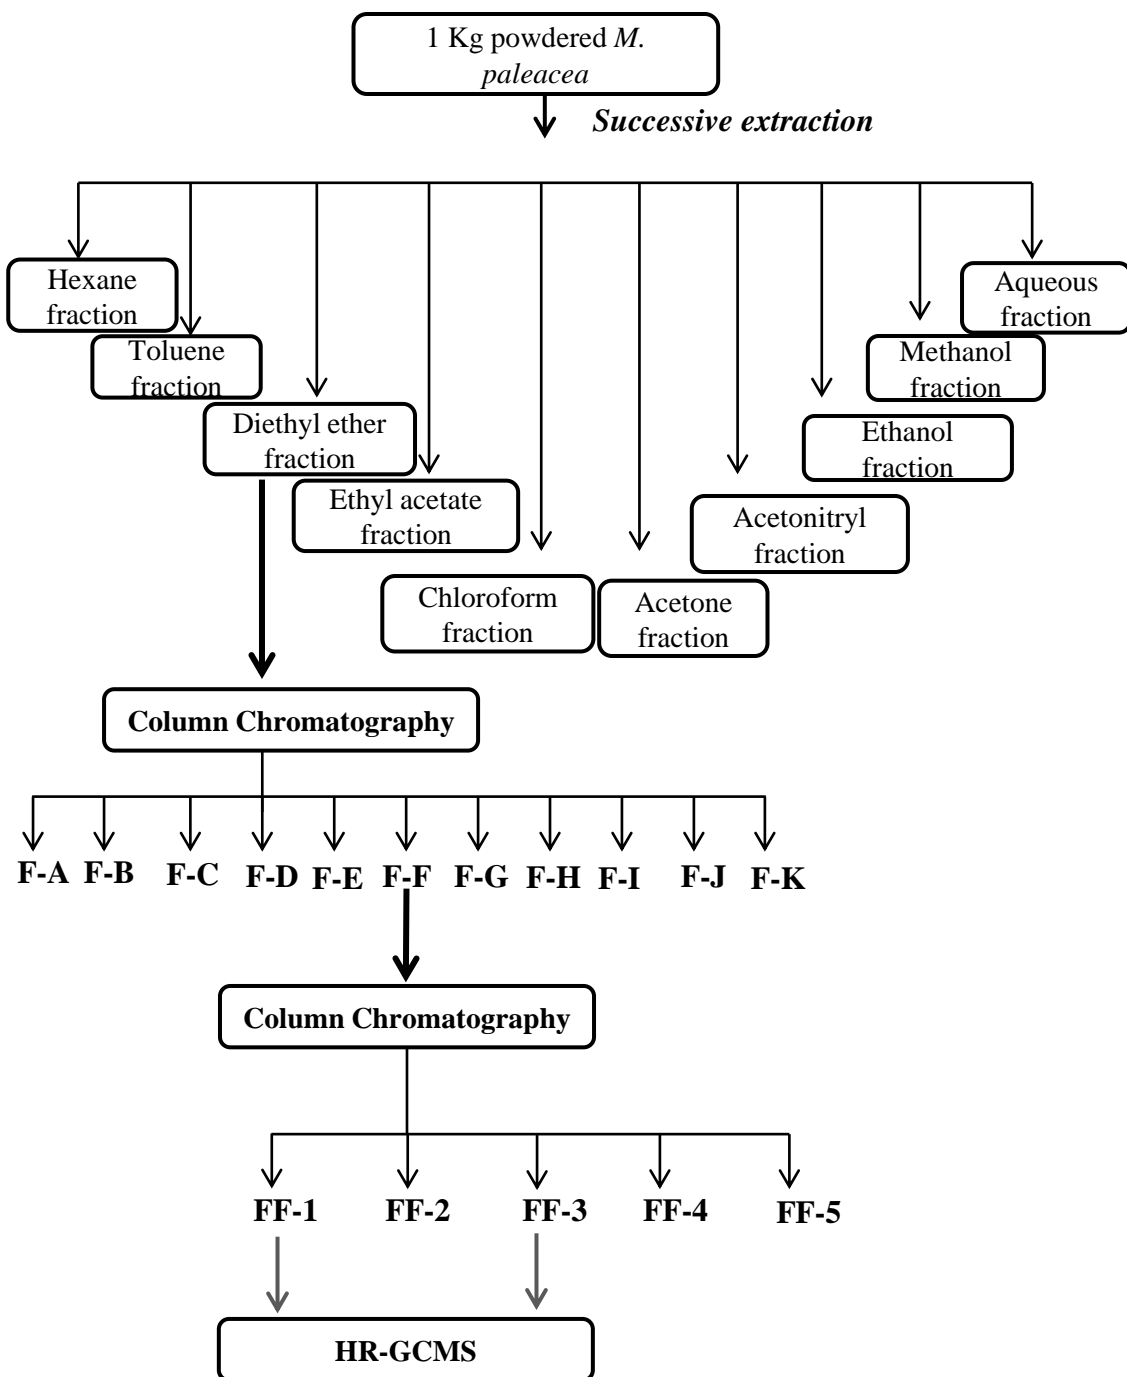 1 Kg powdered M.
paleacea
Successive extraction
Hexane
fraction
Toluene
fraction
Diethyl ether
fraction
Ethyl acetate
fraction
Chloroform
fraction
Acetone
fraction
Acetonitryl
fraction
Ethanol
fraction
Methanol
fraction
Aqueous
fraction
Column Chromatography
F-A F-B F-C F-D F-E F-F F-G F-H F-I F-J F-K
Column Chromatography
FF-1 FF-2 FF-3 FF-4 FF-5
HR-GCMS